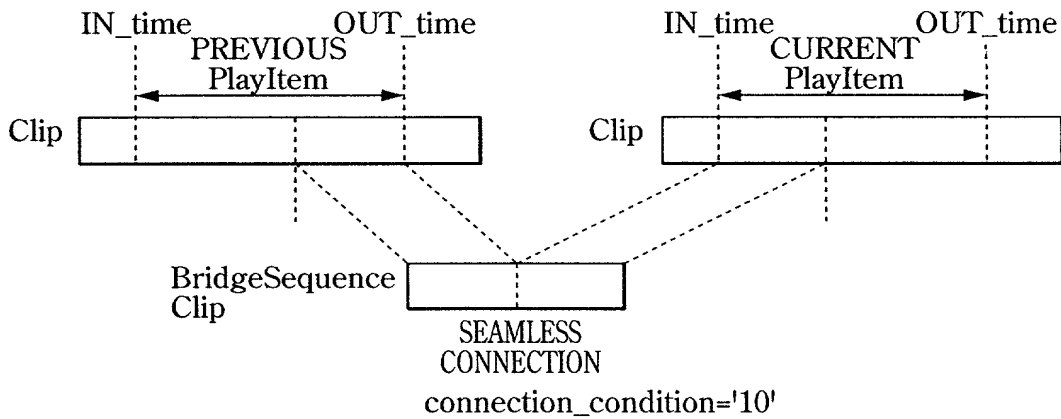 IN_time
OUT_time
PREVIOUS
PlayItem
Clip
IN_time
OUT_time
CURRENT
PlayItem
Clip
BridgeSequence
Clip
SEAMLESS
CONNECTION
connection_condition='10'